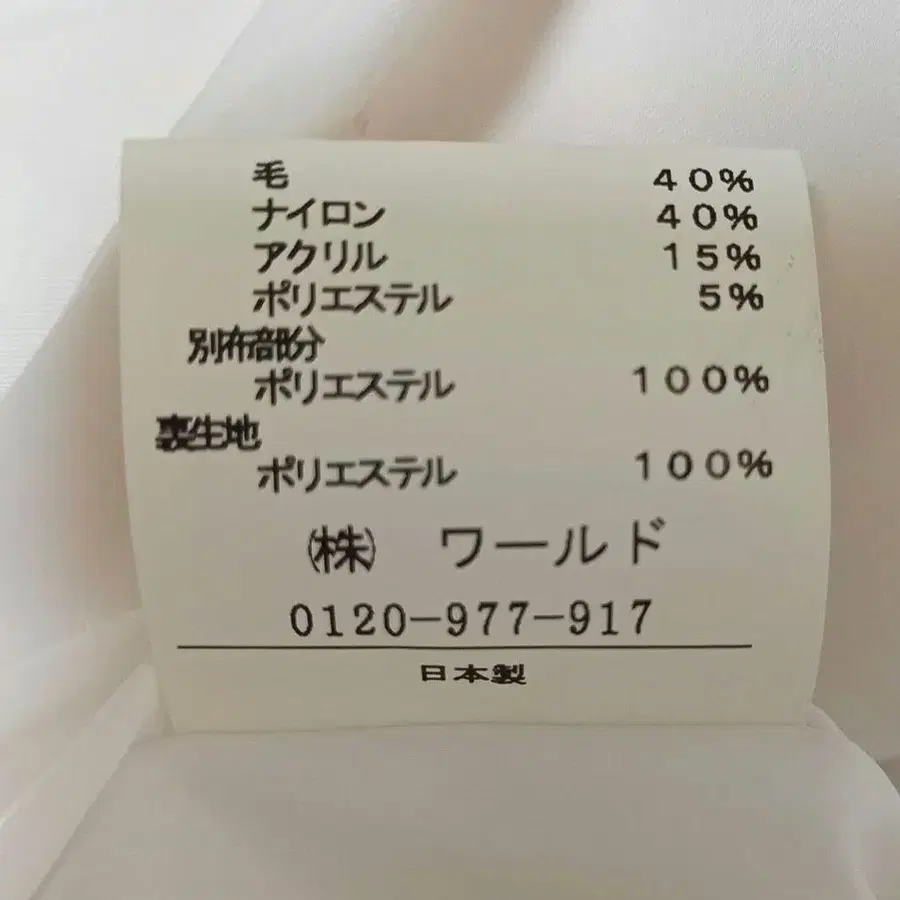 毛 40%
ナイロン 40%
アクリル 15%
ポリエステル 5%
別布部分
ポリエステル 100%
裏生地
ポリエステル 100%
㈱ ワールド
0120-977-917
日本製